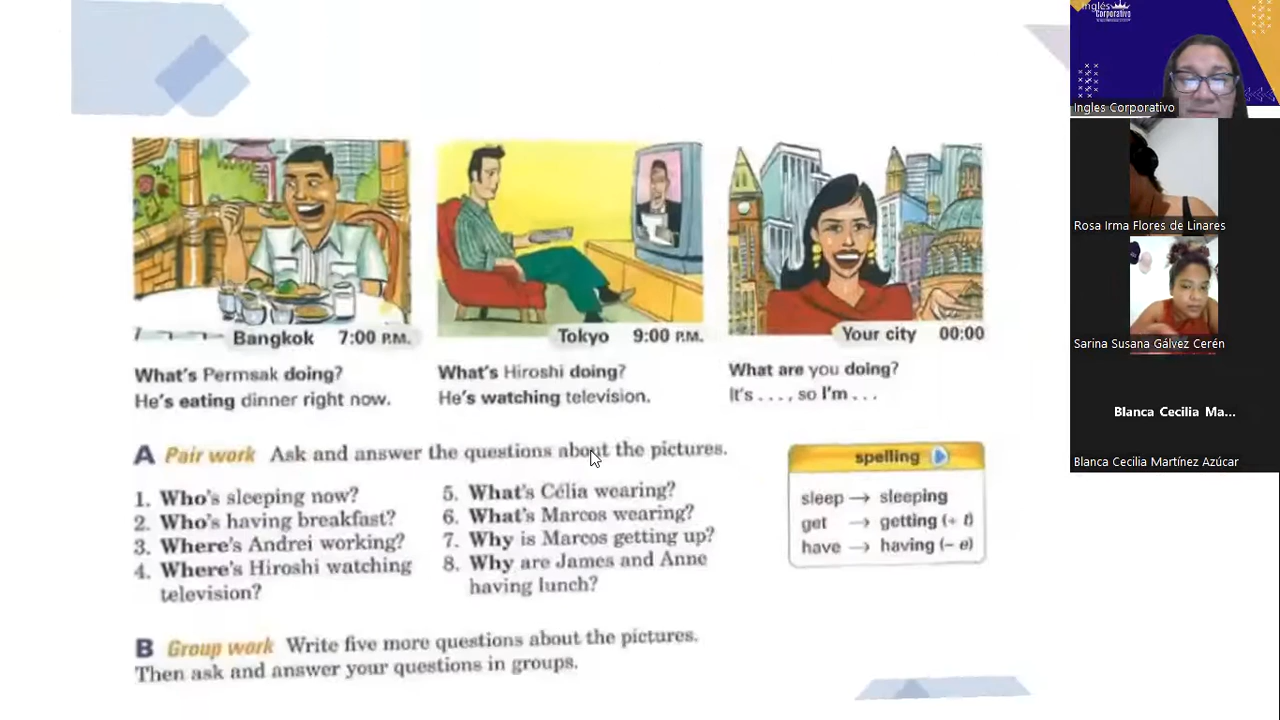 Inglés
corporativo
Ingles Corporativo
Rosa Irma Flores de Linares
Sarina Susana Gálvez Cerén
Blanca Cecilia Ma...
Blanca Cecilia Martínez Azúcar
Bangkok 7:00 P.M.
What's Permsak doing?
He's eating dinner right now.
Tokyo 9:00 P.M.
What's Hiroshi doing?
He's watching television.
Your city 00:00
What are you doing?
It's . . . , so I'm . . .
A Pair work Ask and answer the questions about the pictures.
1. Who's sleeping now?
2. Who's having breakfast?
3. Where's Andrei working?
4. Where's Hiroshi watching
television?
5. What's Célia wearing?
6. What's Marcos wearing?
7. Why is Marcos getting up?
8. Why are James and Anne
having lunch?
spelling
sleep → sleeping
get → getting (+ t)
have → having (– e)
B Group work Write five more questions about the pictures.
Then ask and answer your questions in groups.